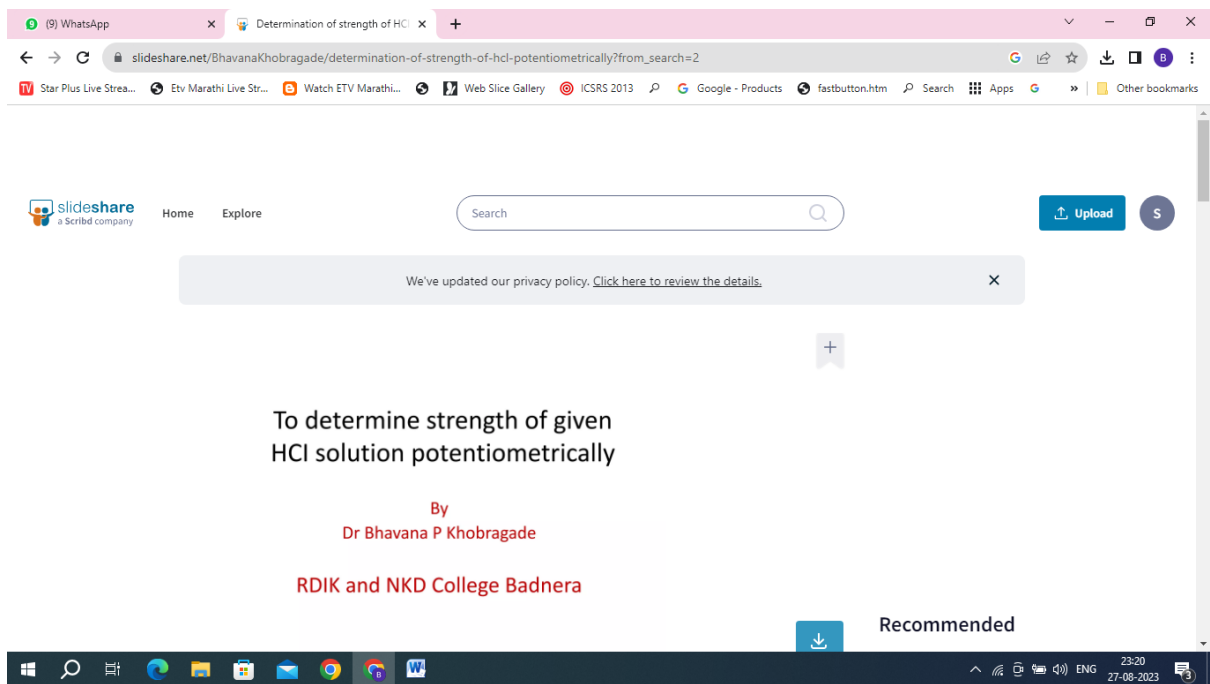 9 (9) WhatsApp
Determination of strength of HCl
slideshare.net/BhavanaKhobragade/determination-of-strength-of-hcl-potentiometrically?from_search=2
B
TV Star Plus Live Strea... Etv Marathi Live Str... Watch ETV Marathi... Web Slice Gallery ICSRS 2013 Google - Products fastbutton.htm Search Apps » Other bookmarks
slideshare
a Scribd company
Home Explore Search Upload S
We've updated our privacy policy. Click here to review the details.
To determine strength of given
HCl solution potentiometrically
By
Dr Bhavana P Khobragade
RDIK and NKD College Badnera
Recommended
ENG 23:20
27-08-2023
3